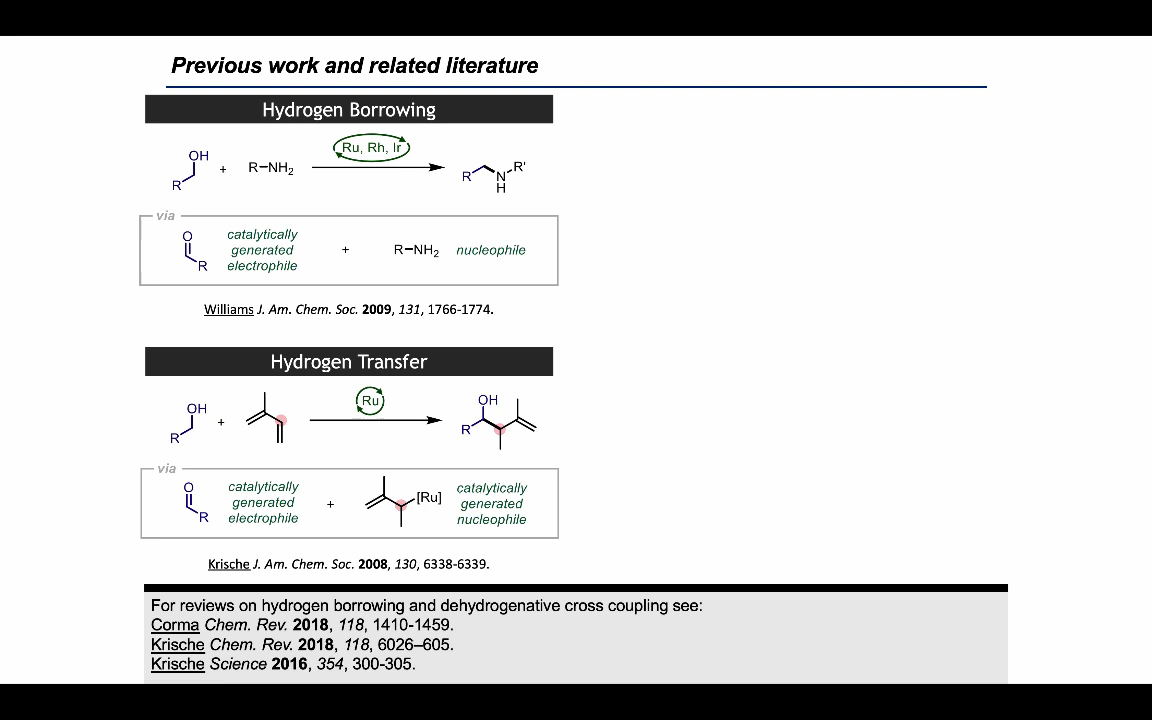 Previous work and related literature
Hydrogen Borrowing
OH
R
+
R–NH2
Ru, Rh, Ir
R
N
H
R'
via
O
R
catalytically
generated
electrophile
+
R–NH2
nucleophile
Williams J. Am. Chem. Soc. 2009, 131, 1766-1774.
Hydrogen Transfer
OH
R
+
Ru
OH
R
via
O
R
catalytically
generated
electrophile
+
[Ru]
catalytically
generated
nucleophile
Krische J. Am. Chem. Soc. 2008, 130, 6338-6339.
For reviews on hydrogen borrowing and dehydrogenative cross coupling see:
Corma Chem. Rev. 2018, 118, 1410-1459.
Krische Chem. Rev. 2018, 118, 6026–605.
Krische Science 2016, 354, 300-305.